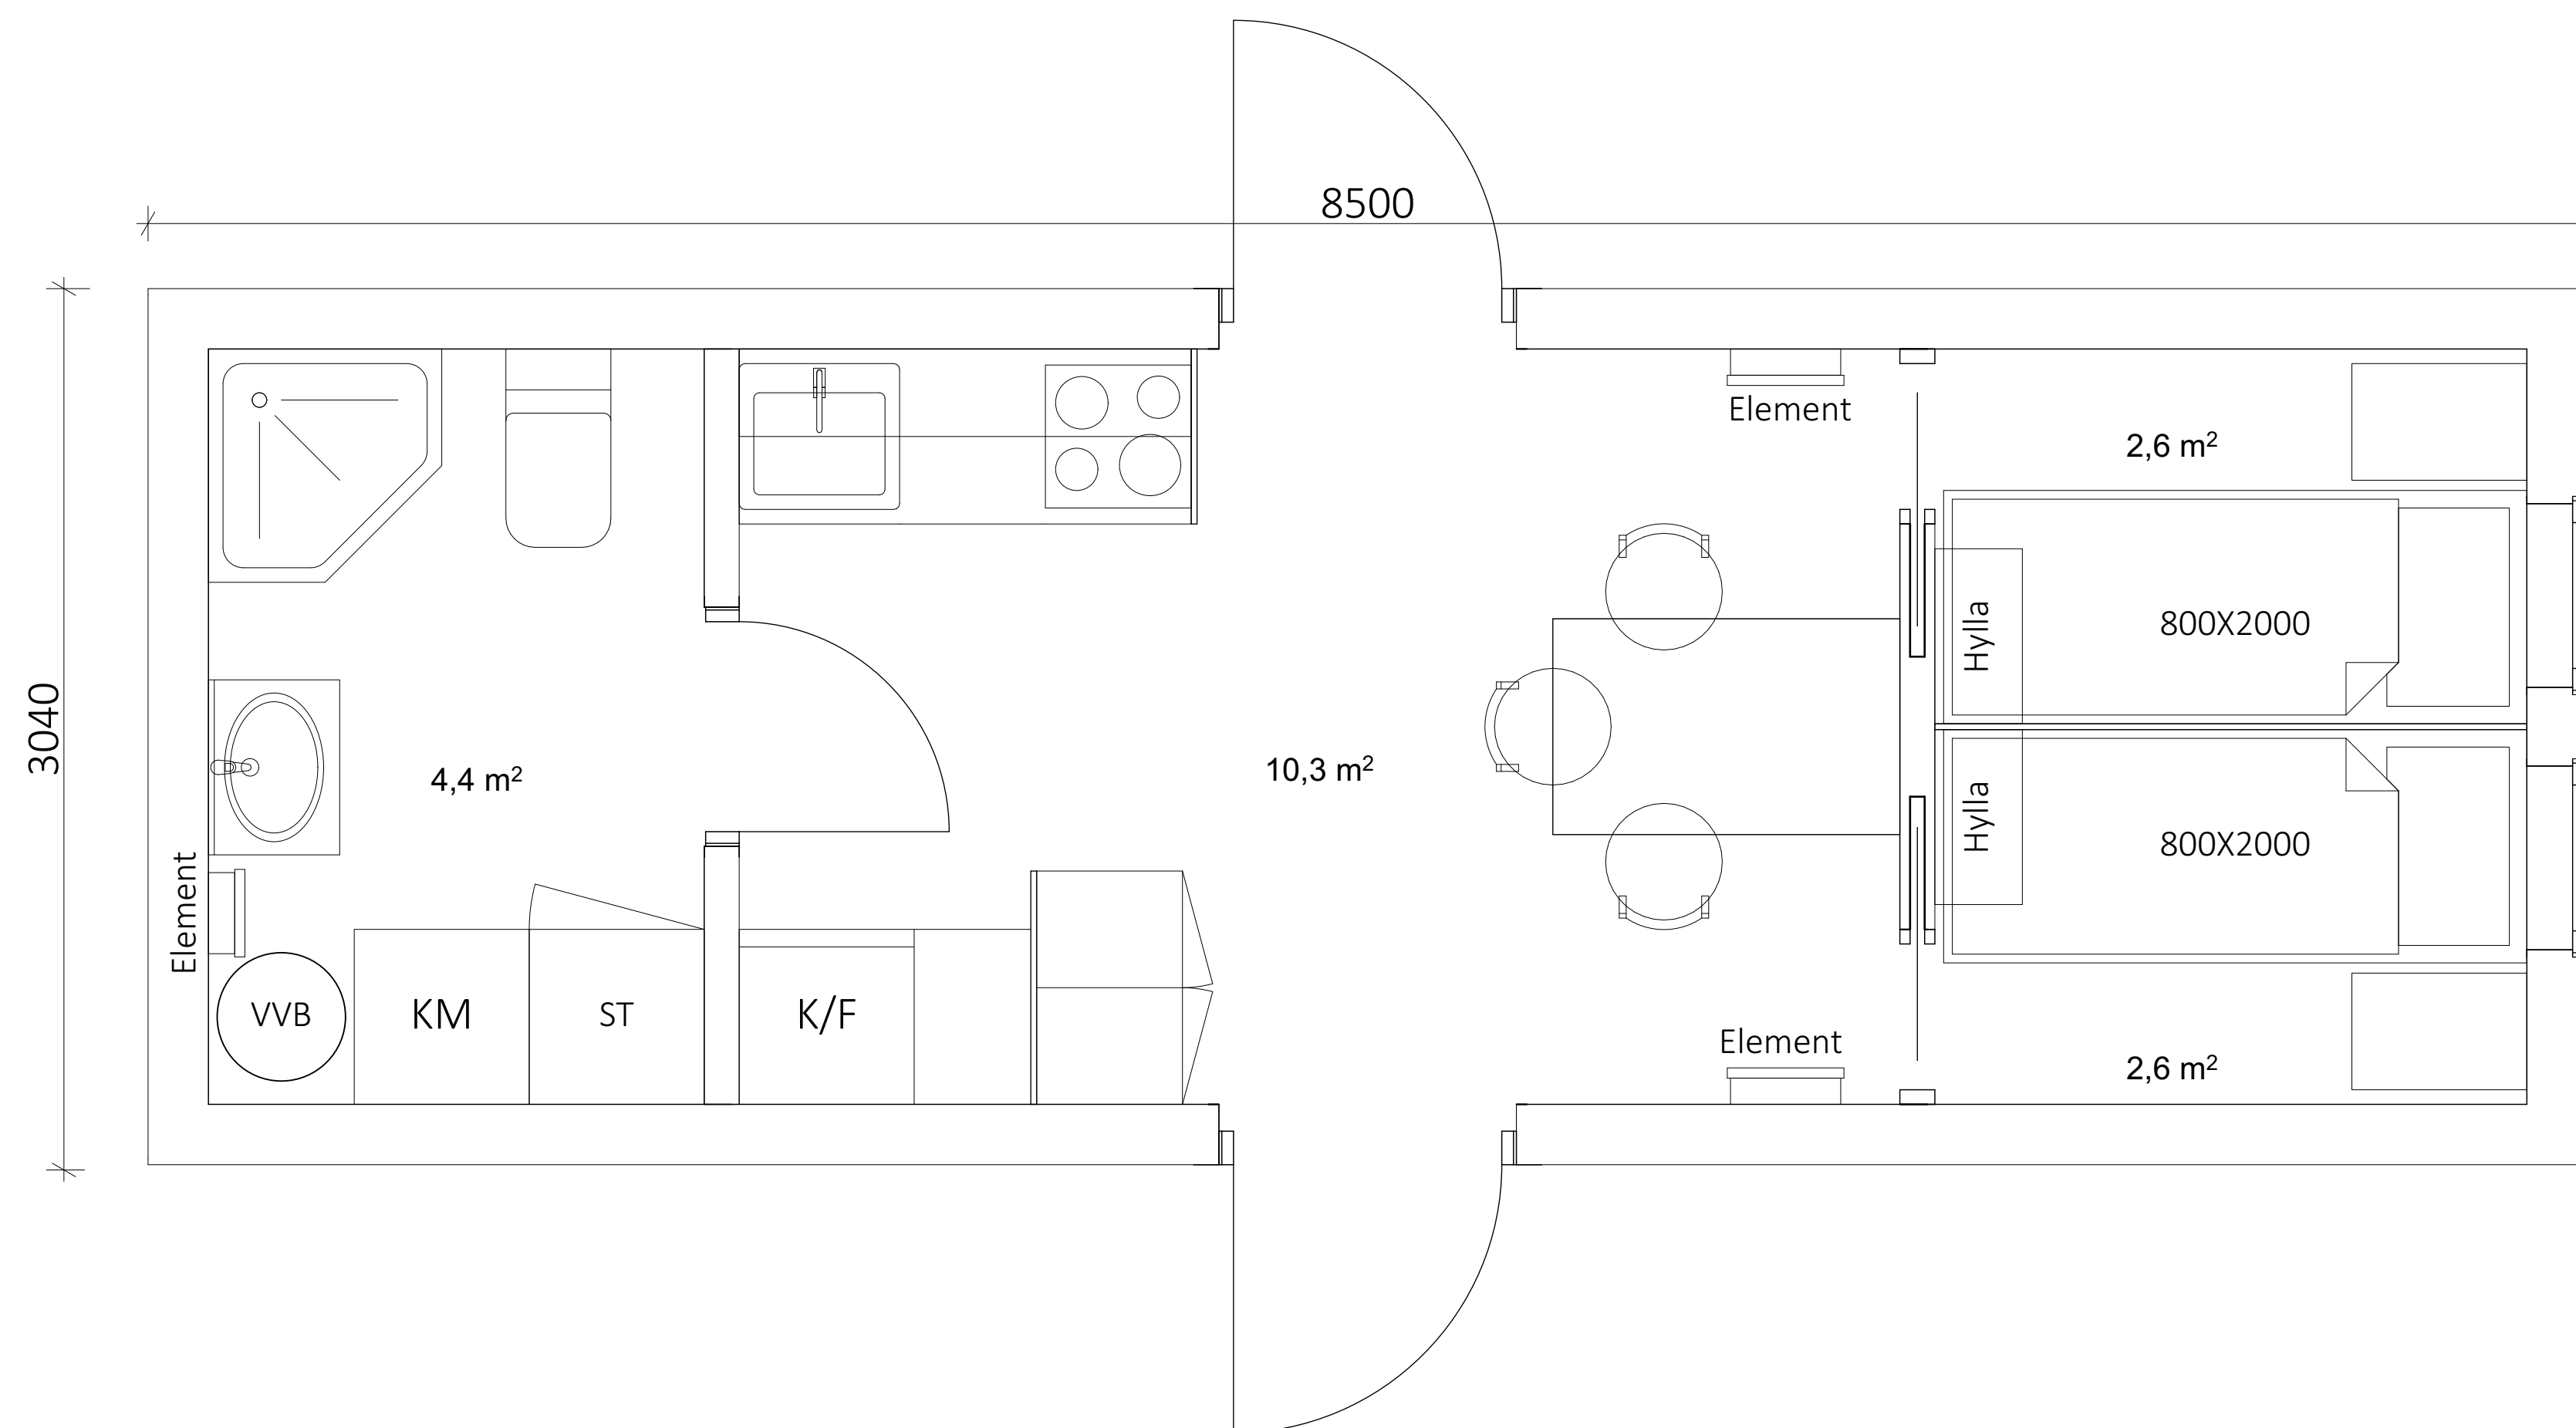 8500
3040
Element
2,6 m²
800X2000
Hylla
4,4 m²
10,3 m²
Hylla
800X2000
Element
VVB
KM
ST
K/F
Element
2,6 m²